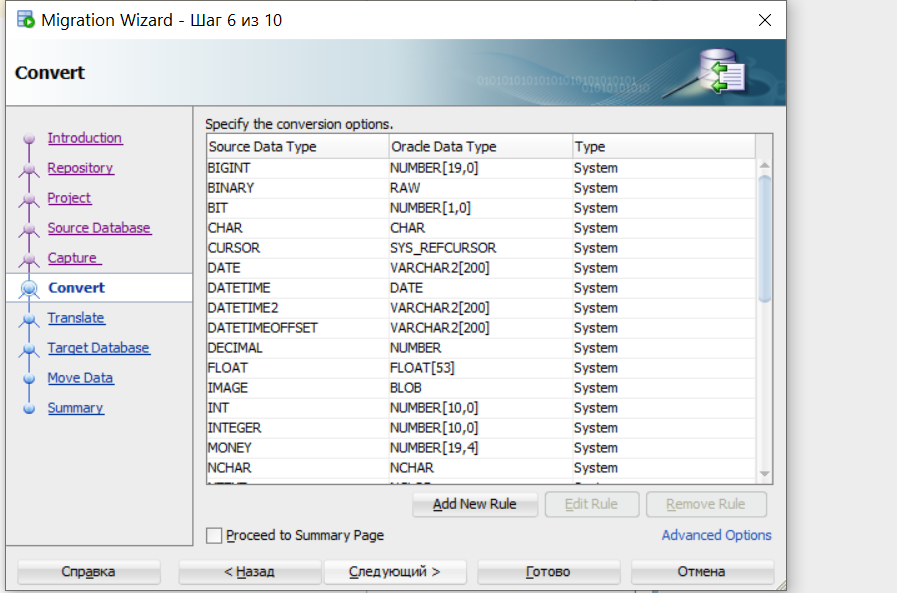 Migration Wizard - Шаг 6 из 10
Convert
Introduction
Repository
Project
Source Database
Capture
Convert
Translate
Target Database
Move Data
Summary
Specify the conversion options.
Source Data Type Oracle Data Type Type
BIGINT NUMBER[19,0] System
BINARY RAW System
BIT NUMBER[1,0] System
CHAR CHAR System
CURSOR SYS_REFCURSOR System
DATE VARCHAR2[200] System
DATETIME DATE System
DATETIME2 VARCHAR2[200] System
DATETIMEOFFSET VARCHAR2[200] System
DECIMAL NUMBER System
FLOAT FLOAT[53] System
IMAGE BLOB System
INT NUMBER[10,0] System
INTEGER NUMBER[10,0] System
MONEY NUMBER[19,4] System
NCHAR NCHAR System
Add New Rule Edit Rule Remove Rule
Proceed to Summary Page Advanced Options
Справка < Назад Следующий > Готово Отмена